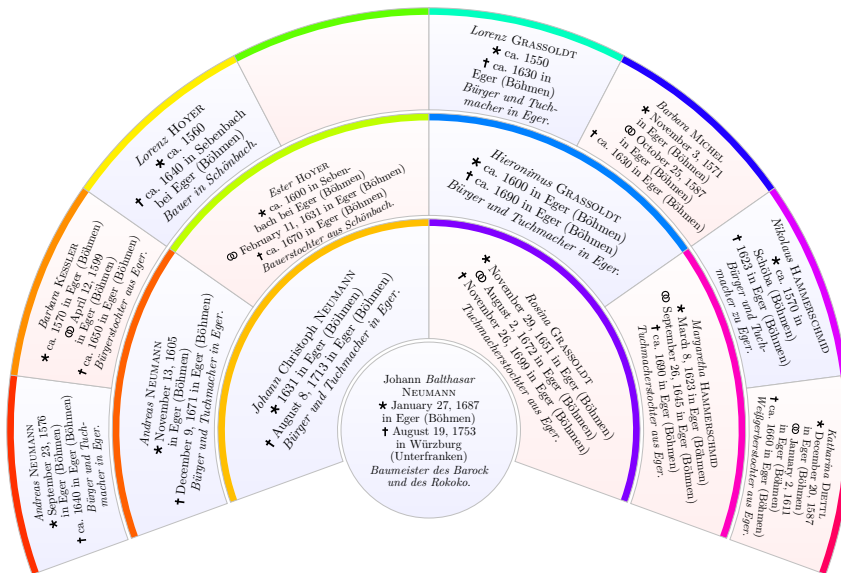 Johann Balthasar
NEUMANN
★ January 27, 1687
in Eger (Böhmen)
✝ August 19, 1753
in Würzburg
(Unterfranken)
Baumeister des Barock
und des Rokoko.
Johann Christoph NEUMANN
★ 1631 in Eger (Böhmen)
✝ August 8, 1713 in Eger (Böhmen)
Bürger und Tuchmacher in Eger.
Rosina GRASSOLDT
★ November 29, 1651 in Eger (Böhmen)
⚭ August 2, 1672 in Eger (Böhmen)
✝ November 26, 1699 in Eger (Böhmen)
Tuchmacherstochter aus Eger.
Andreas NEUMANN
★ November 13, 1605
in Eger (Böhmen)
✝ December 9, 1671 in Eger (Böhmen)
Bürger und Tuchmacher in Eger.
Ester HOYER
★ ca. 1600 in Seben-
bach bei Eger (Böhmen)
⚭ February 11, 1631 in Eger (Böhmen)
✝ ca. 1670 in Eger (Böhmen)
Bauerstochter aus Schönbach.
Hieronimus GRASSOLDT
★ ca. 1600 in Eger (Böhmen)
✝ ca. 1690 in Eger (Böhmen)
Bürger und Tuchmacher in Eger.
Margaretha HAMMERSCHMID
★ March 8, 1623 in Eger (Böhmen)
⚭ September 26, 1645 in Eger (Böhmen)
✝ ca. 1690 in Eger (Böhmen)
Tuchmacherstochter aus Eger.
Andreas NEUMANN
★ September 23, 1576
in Eger (Böhmen)
✝ ca. 1640 in Eger (Böhmen)
Bürger und Tuch-
macher in Eger.
Barbara KESSLER
★ ca. 1570 in Eger (Böhmen)
⚭ April 12, 1599
in Eger (Böhmen)
✝ ca. 1650 in Eger (Böhmen)
Bürgerstochter aus Eger.
Lorenz HOYER
★ ca. 1560
✝ ca. 1640 in Sebenbach
bei Eger (Böhmen)
Bauer in Schönbach.
Lorenz GRASSOLDT
★ ca. 1550
✝ ca. 1630 in
Eger (Böhmen)
Bürger und Tuch-
macher in Eger.
Barbara MICHEL
★ November 3, 1571
in Eger (Böhmen)
⚭ October 25, 1587
in Eger (Böhmen)
✝ ca. 1630 in Eger (Böhmen)
Nikolaus HAMMERSCHMID
★ ca. 1570 in
Schöba (Böhmen)
✝ 1623 in Eger (Böhmen)
Bürger und Tuch-
macher zu Eger.
Katharina DIETTL
★ December 20, 1587
in Eger (Böhmen)
⚭ January 2, 1611
in Eger (Böhmen)
✝ ca.
1660 in Eger (Böhmen)
Weißgerberstochter aus Eger.